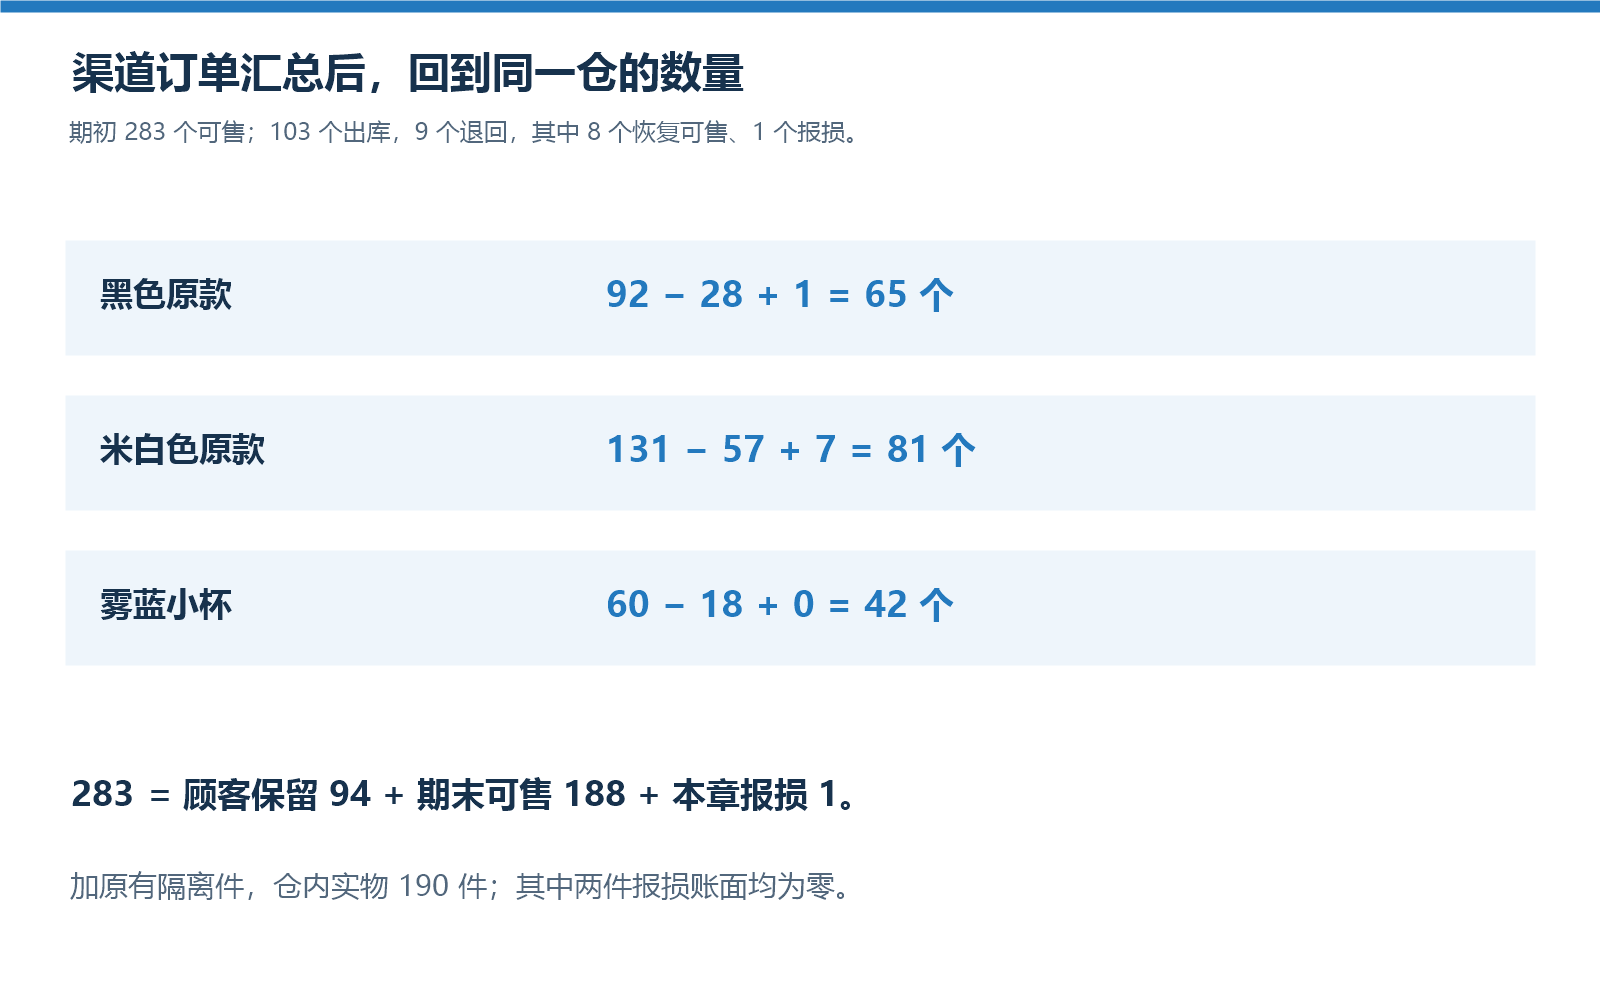 渠道订单汇总后，回到同一仓的数量
期初 283 个可售；103 个出库，9 个退回，其中 8 个恢复可售、1 个报损。
黑色原款
92 − 28 + 1 = 65 个
米白色原款
131 − 57 + 7 = 81 个
雾蓝小杯
60 − 18 + 0 = 42 个
283 = 顾客保留 94 + 期末可售 188 + 本章报损 1。
加原有隔离件，仓内实物 190 件；其中两件报损账面均为零。